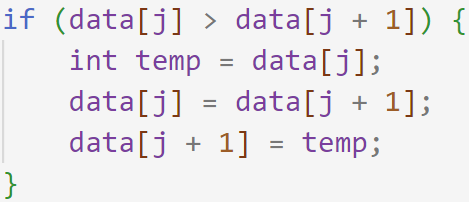 if (data[j] > data[j + 1]) {
    int temp = data[j];
    data[j] = data[j + 1];
    data[j + 1] = temp;
}